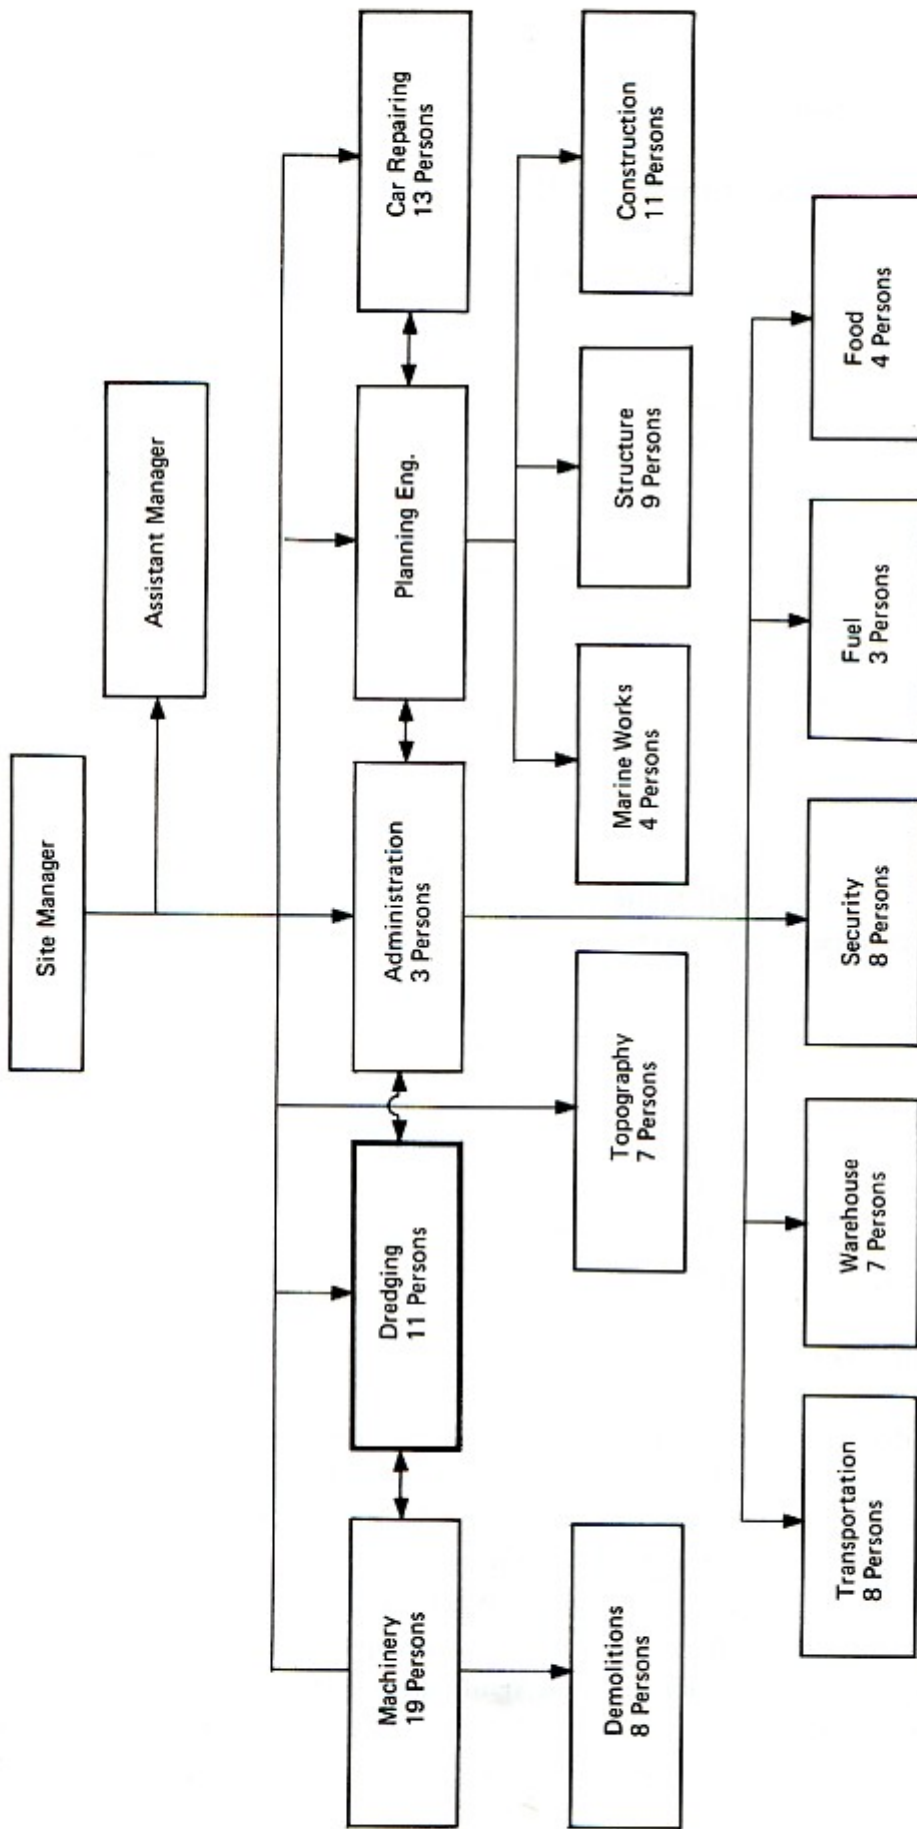 Site Manager
Assistant Manager
Machinery
19 Persons
Dredging
11 Persons
Administration
3 Persons
Planning Eng.
Car Repairing
13 Persons
Demolitions
8 Persons
Topography
7 Persons
Marine Works
4 Persons
Structure
9 Persons
Construction
11 Persons
Transportation
8 Persons
Warehouse
7 Persons
Security
8 Persons
Fuel
3 Persons
Food
4 Persons